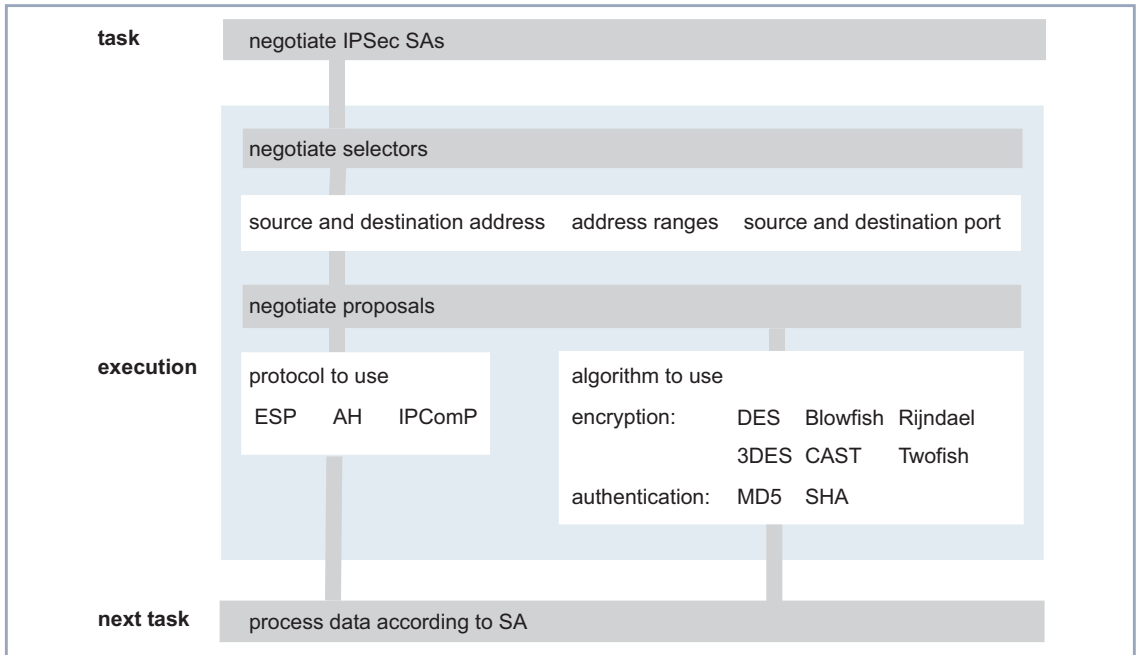 task negotiate IPSec SAs
negotiate selectors
source and destination address address ranges source and destination port
negotiate proposals
execution
protocol to use
ESP AH IPComP
algorithm to use
encryption: DES Blowfish Rijndael
3DES CAST Twofish
authentication: MD5 SHA
next task process data according to SA